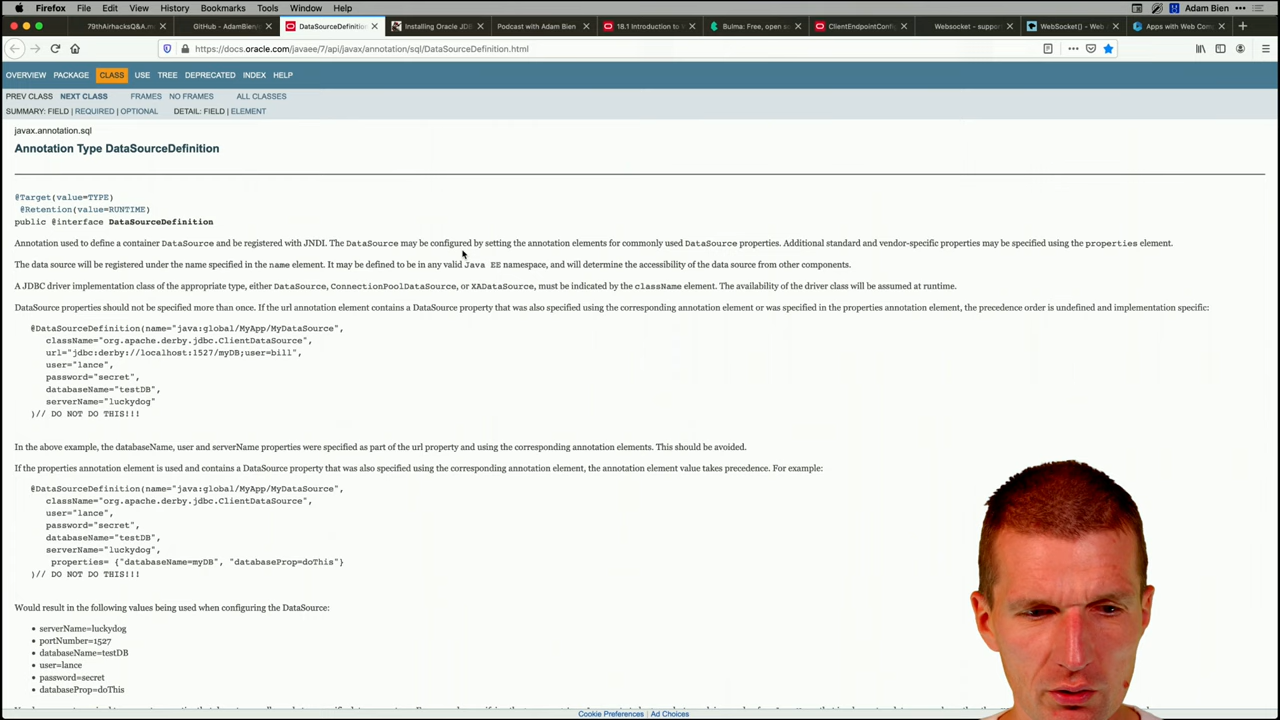 Firefox File Edit View History Bookmarks Tools Window Help Adam Bien
79thAirhacksQ&A.m GitHub - AdamBien/ DataSourceDefinition Installing Oracle JDB Podcast with Adam Bien 18.1 Introduction to Bulma: Free, open s ClientEndpointConfi Websocket - suppor WebSocket() - Web Apps with Web Com
https://docs.oracle.com/javaee/7/api/javax/annotation/sql/DataSourceDefinition.html
OVERVIEW PACKAGE CLASS USE TREE DEPRECATED INDEX HELP
PREV CLASS NEXT CLASS FRAMES NO FRAMES ALL CLASSES
SUMMARY: FIELD | REQUIRED | OPTIONAL DETAIL: FIELD | ELEMENT
javax.annotation.sql
Annotation Type DataSourceDefinition
@Target(value=TYPE)
@Retention(value=RUNTIME)
public @interface DataSourceDefinition
Annotation used to define a container DataSource and be registered with JNDI. The DataSource may be configured by setting the annotation elements for commonly used DataSource properties. Additional standard and vendor-specific properties may be specified using the properties element.
The data source will be registered under the name specified in the name element. It may be defined to be in any valid Java EE namespace, and will determine the accessibility of the data source from other components.
A JDBC driver implementation class of the appropriate type, either DataSource, ConnectionPoolDataSource, or XADataSource, must be indicated by the className element. The availability of the driver class will be assumed at runtime.
DataSource properties should not be specified more than once. If the url annotation element contains a DataSource property that was also specified using the corresponding annotation element or was specified in the properties annotation element, the precedence order is undefined and implementation specific:
@DataSourceDefinition(name="java:global/MyApp/MyDataSource",
className="org.apache.derby.jdbc.ClientDataSource",
url="jdbc:derby://localhost:1527/myDB;user=bill",
user="lance",
password="secret",
databaseName="testDB",
serverName="luckydog"
)// DO NOT DO THIS!!!
In the above example, the databaseName, user and serverName properties were specified as part of the url property and using the corresponding annotation elements. This should be avoided.
If the properties annotation element is used and contains a DataSource property that was also specified using the corresponding annotation element, the annotation element value takes precedence. For example:
@DataSourceDefinition(name="java:global/MyApp/MyDataSource",
className="org.apache.derby.jdbc.ClientDataSource",
user="lance",
password="secret",
databaseName="testDB",
serverName="luckydog",
properties= {"databaseName=myDB", "databaseProp=doThis"}
)// DO NOT DO THIS!!!
Would result in the following values being used when configuring the DataSource:
• serverName=luckydog
• portNumber=1527
• databaseName=testDB
• user=lance
• password=secret
• databaseProp=doThis
Cookie Preferences | Ad Choices